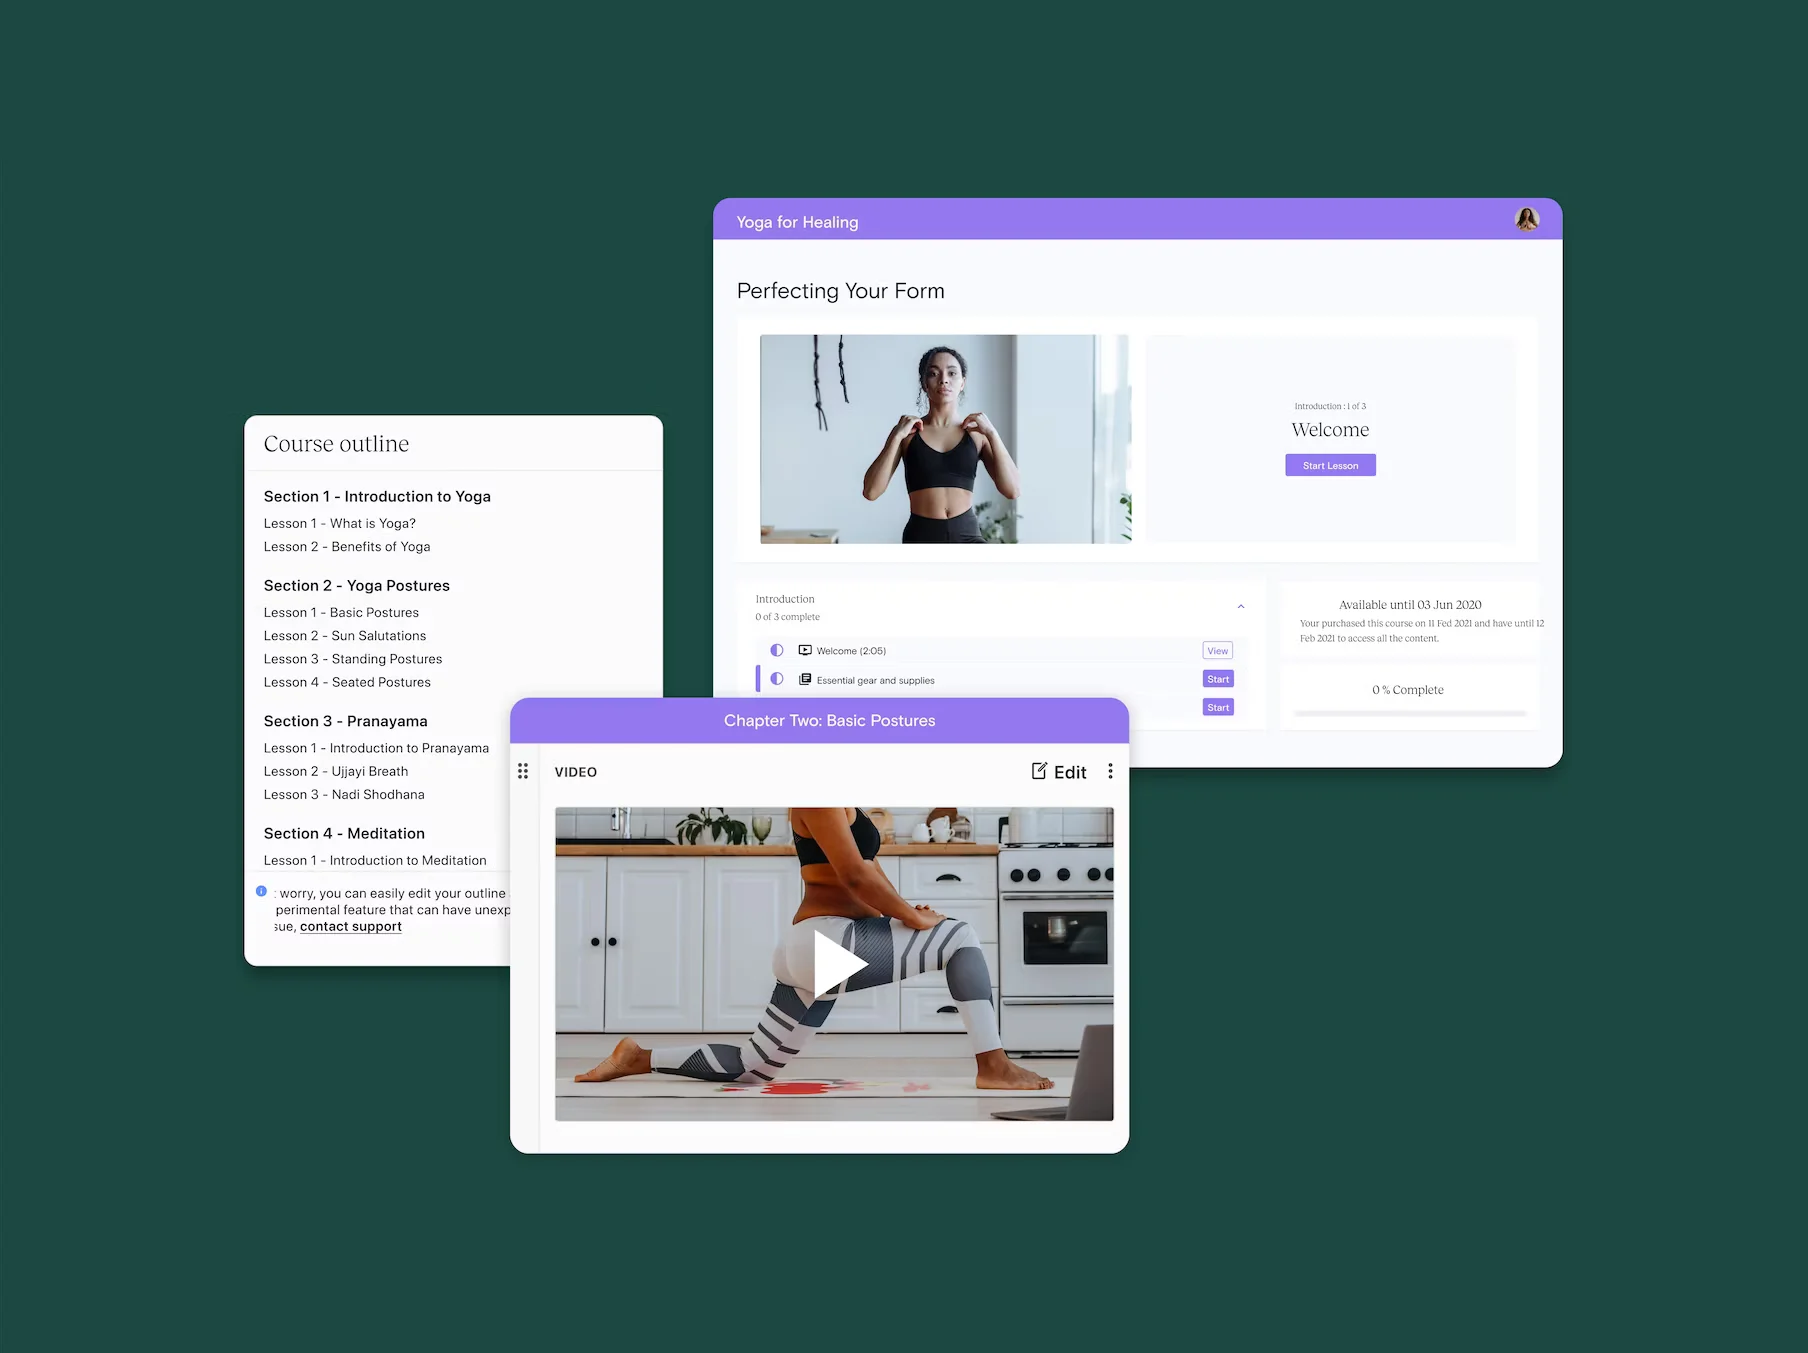 Yoga for Healing
Perfecting Your Form
Introduction : 1 of 3
Welcome
Start Lesson
Introduction
0 of 3 complete
Welcome (2:05)
View
Essential gear and supplies
Start
Start
Available until 03 Jun 2020
Your purchased this course on 11 Fed 2021 and have until 12
Feb 2021 to access all the content.
0 % Complete
Course outline
Section 1 - Introduction to Yoga
Lesson 1 - What is Yoga?
Lesson 2 - Benefits of Yoga
Section 2 - Yoga Postures
Lesson 1 - Basic Postures
Lesson 2 - Sun Salutations
Lesson 3 - Standing Postures
Lesson 4 - Seated Postures
Section 3 - Pranayama
Lesson 1 - Introduction to Pranayama
Lesson 2 - Ujjayi Breath
Lesson 3 - Nadi Shodhana
Section 4 - Meditation
Lesson 1 - Introduction to Meditation
worry, you can easily edit your outline
perimental feature that can have unexp
sue, contact support
Chapter Two: Basic Postures
VIDEO
Edit